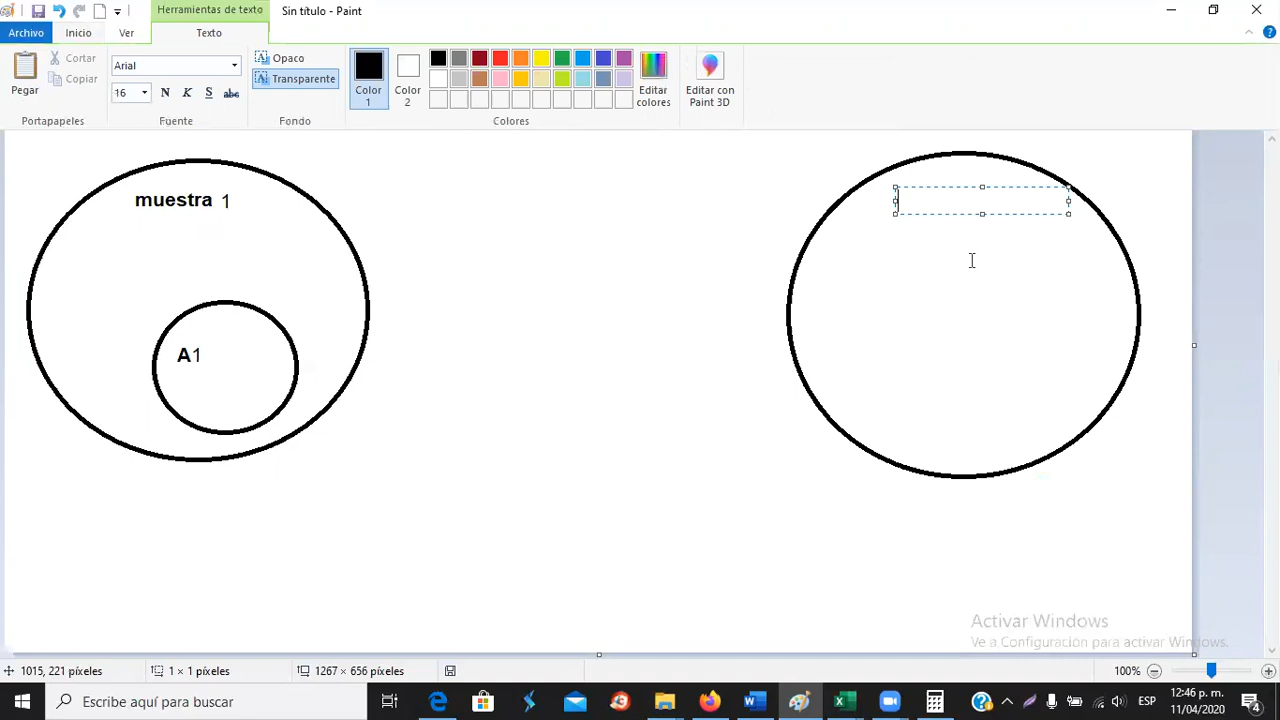 Herramientas de texto
Sin título - Paint
Archivo
Inicio
Ver
Texto
Pegar
Cortar
Copiar
Portapapeles
Arial
16
N K S abc
Fuente
Opaco
Transparente
Fondo
Color 1
Color 2
Colores
Editar colores
Editar con Paint 3D
muestra 1
A1
Activar Windows
Ve a Configuración para activar Windows.
1015, 221 píxeles
1 × 1 píxeles
1267 × 656 píxeles
100%
Escribe aquí para buscar
ESP
12:46 p. m.
11/04/2020
4